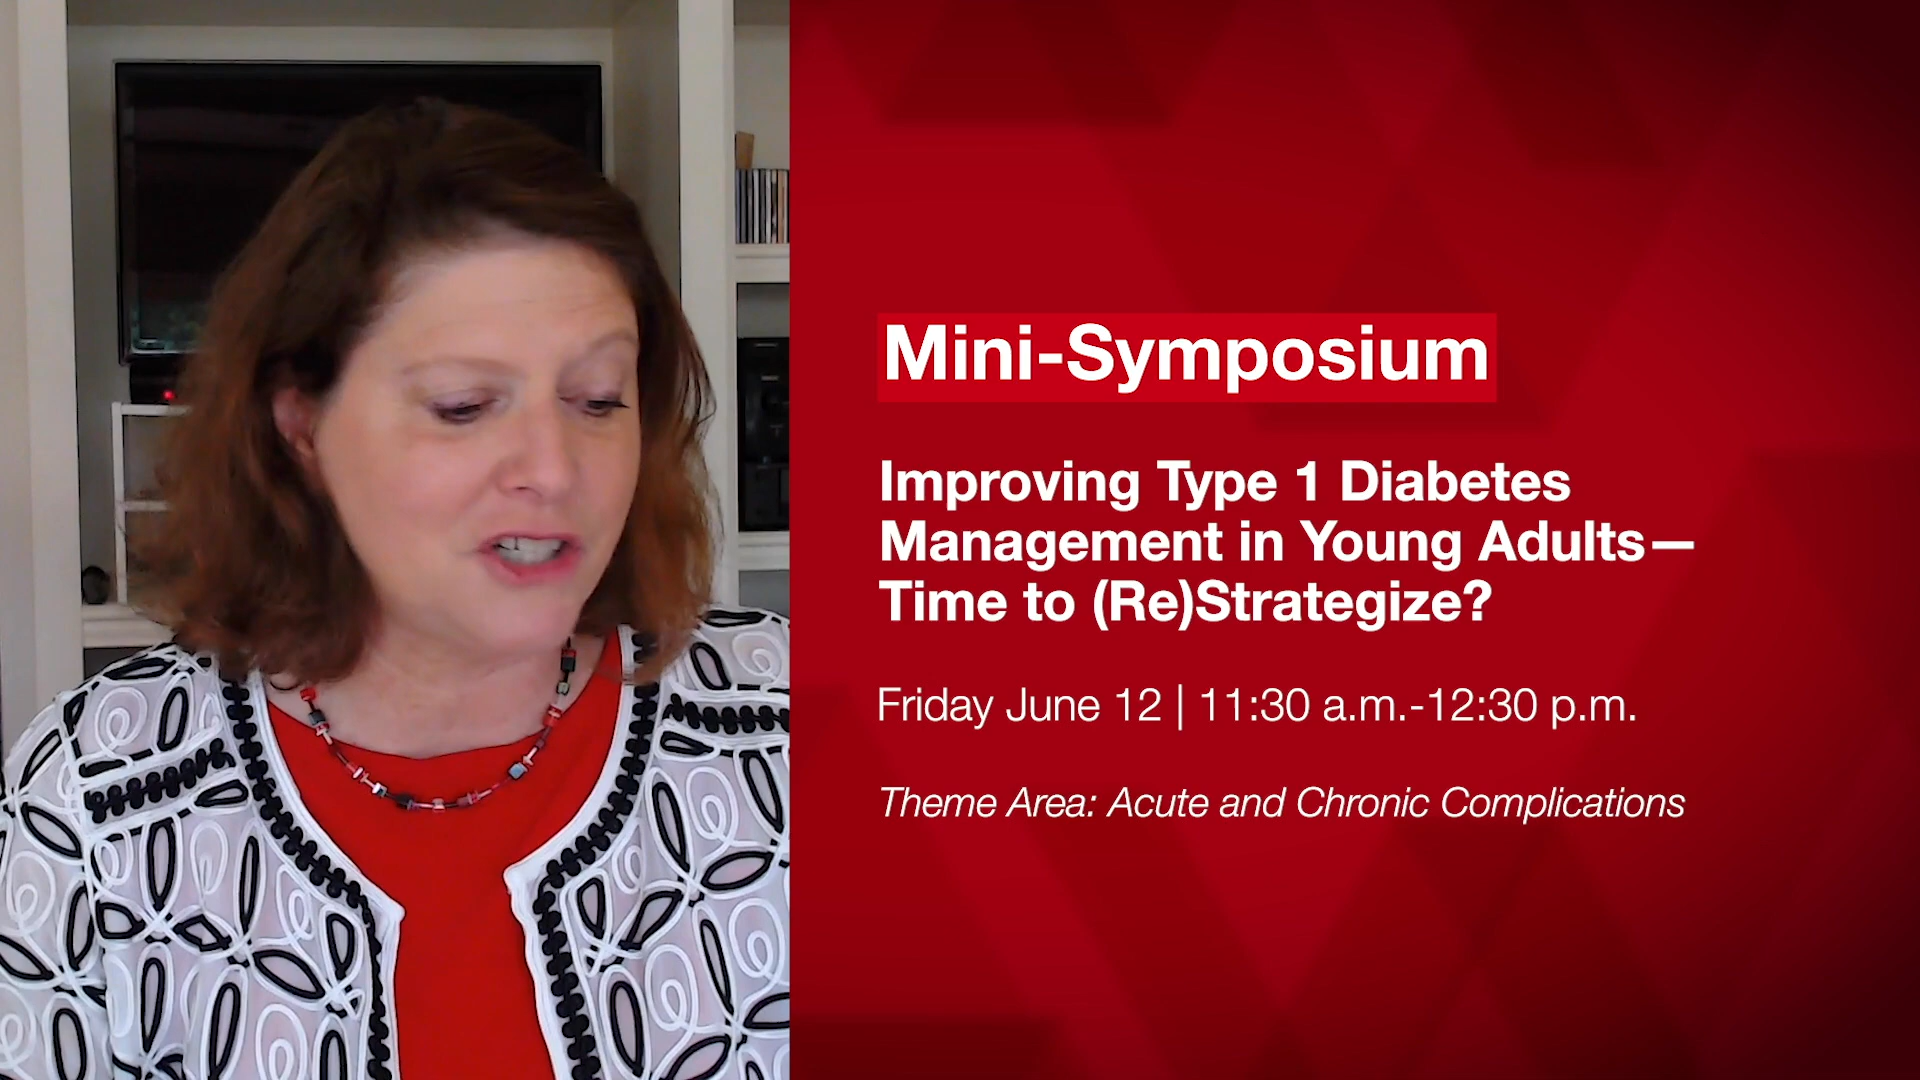 Mini-Symposium
Improving Type 1 Diabetes
Management in Young Adults—
Time to (Re)Strategize?
Friday June 12 | 11:30 a.m.-12:30 p.m.
Theme Area: Acute and Chronic Complications